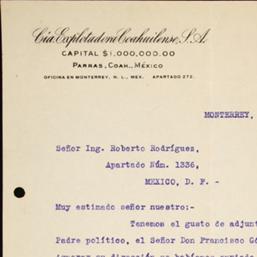 Cia. Explotadora Coahuilense, S.A.
CAPITAL $1,000,000.00
PARRAS, COAH., MÉXICO
OFICINA EN MONTERREY, N. L., MEX. APARTADO 272.
MONTERREY,
Señor Ing. Roberto Rodríguez,
Apartado Núm. 1336,
MEXICO, D. F.-
Muy estimado señor nuestro:-
Tenemos el gusto de adjunt
Padre político, el Señor Don Francisco Gó